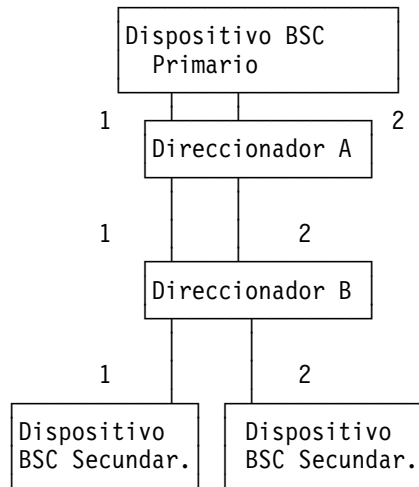 Dispositivo BSC
Primario
1 2
Direccionador A
1 2
Direccionador B
1 2
Dispositivo Dispositivo
BSC Secundar. BSC Secundar.